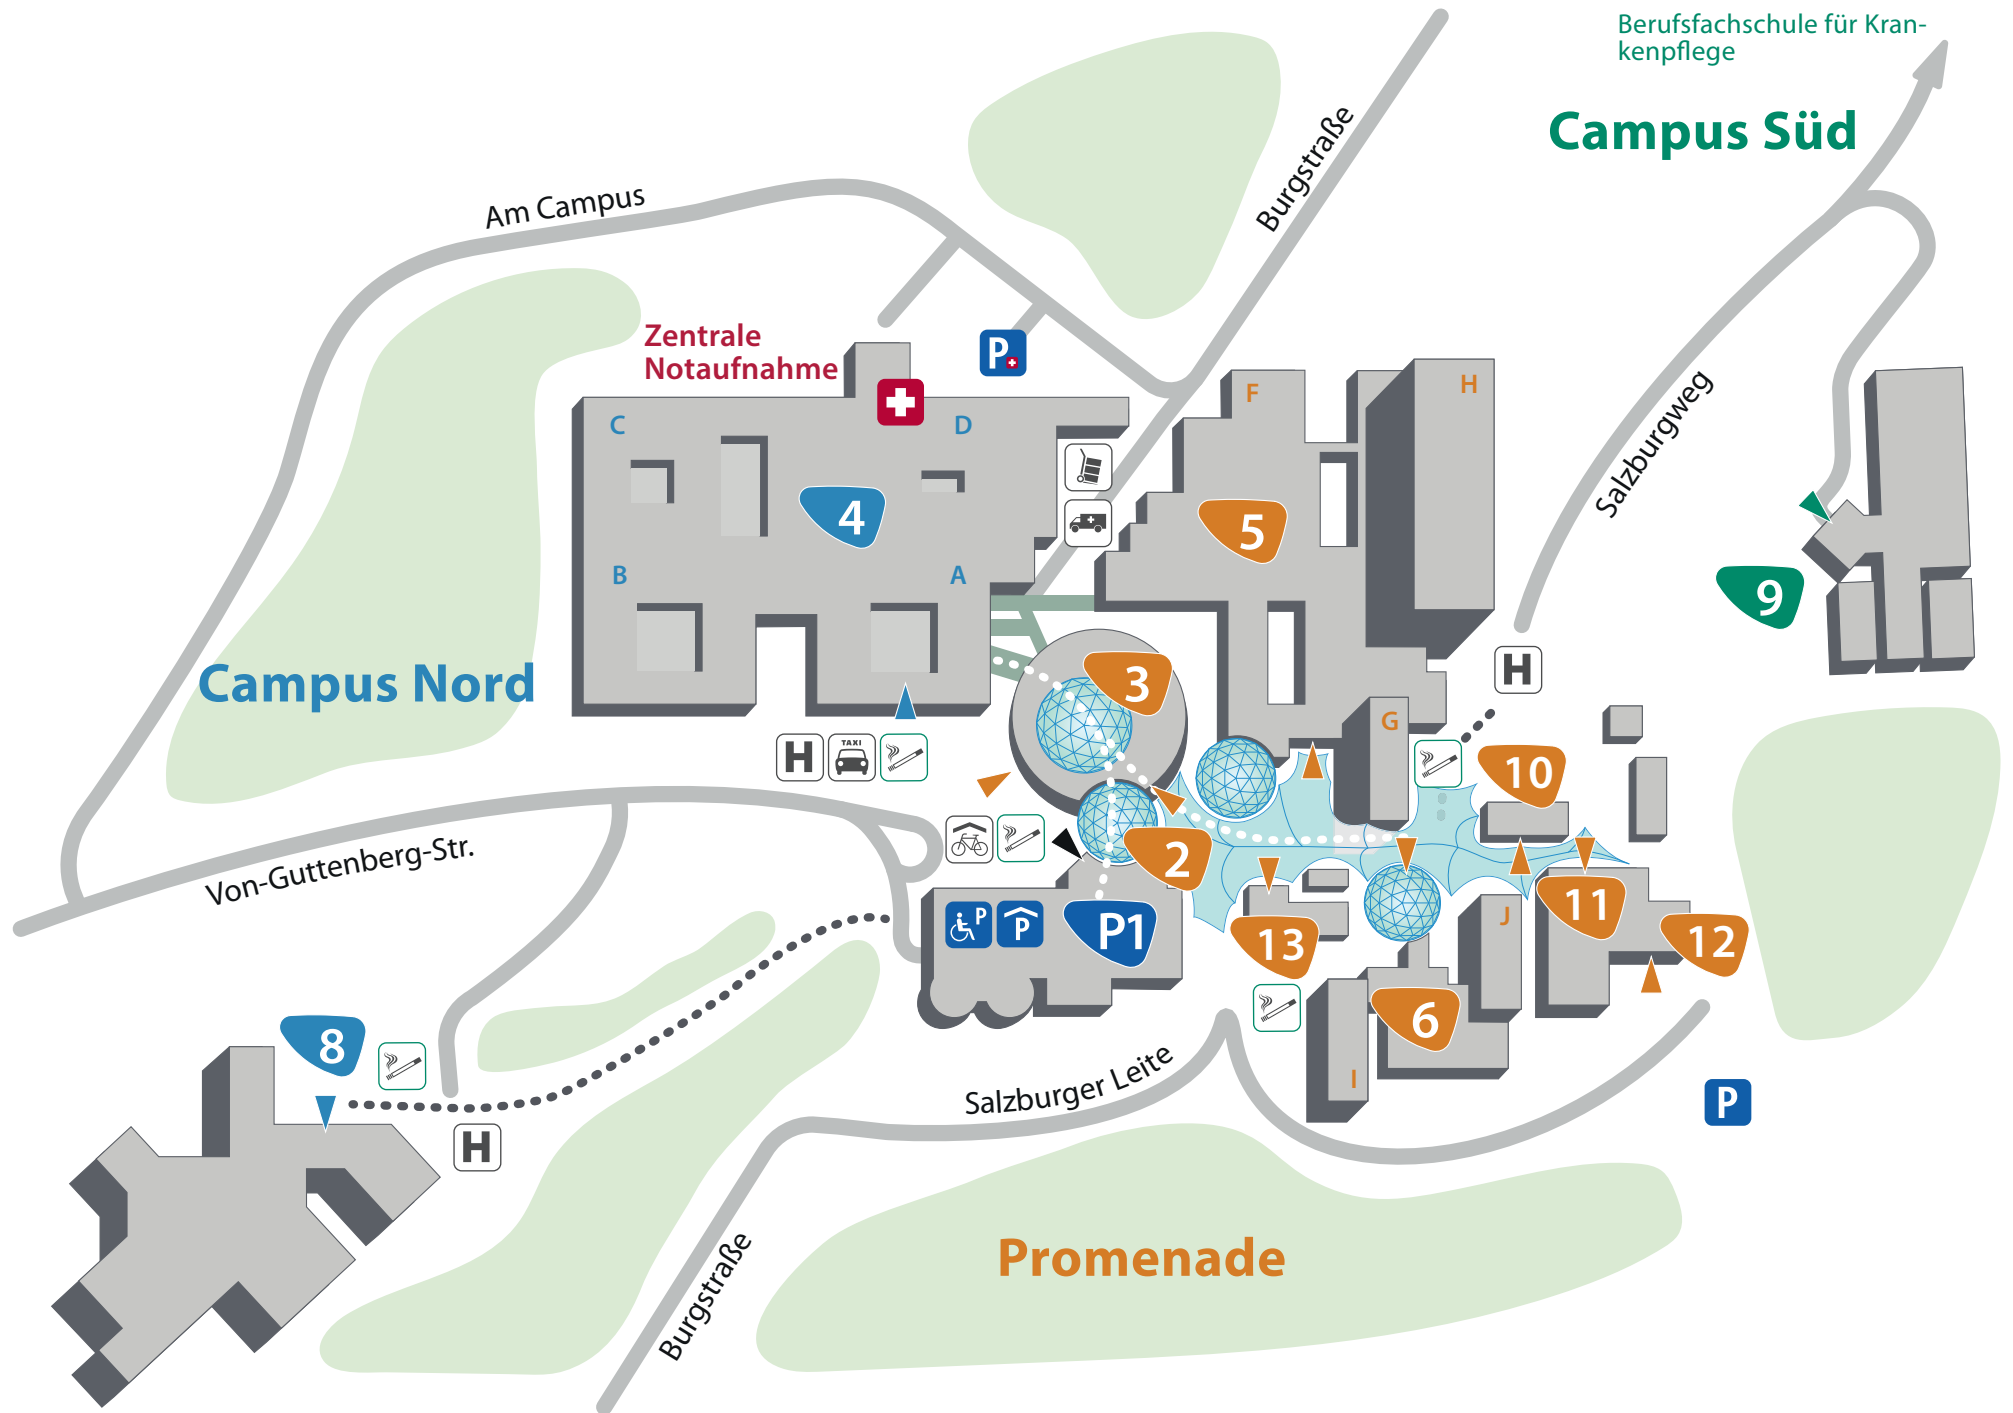 Berufsfachschule für Kran-
kenpflege
Campus Süd
Burgstraße
Am Campus
Zentrale
Notaufnahme
P
F
H
C
D
Salzburgweg
4
5
B
A
9
Campus Nord
3
H
G
H
TAXI
10
2
Von-Guttenberg-Str.
P
P
P1
13
11
J
12
6
8
Salzburger Leite
I
P
H
Promenade
Burgstraße